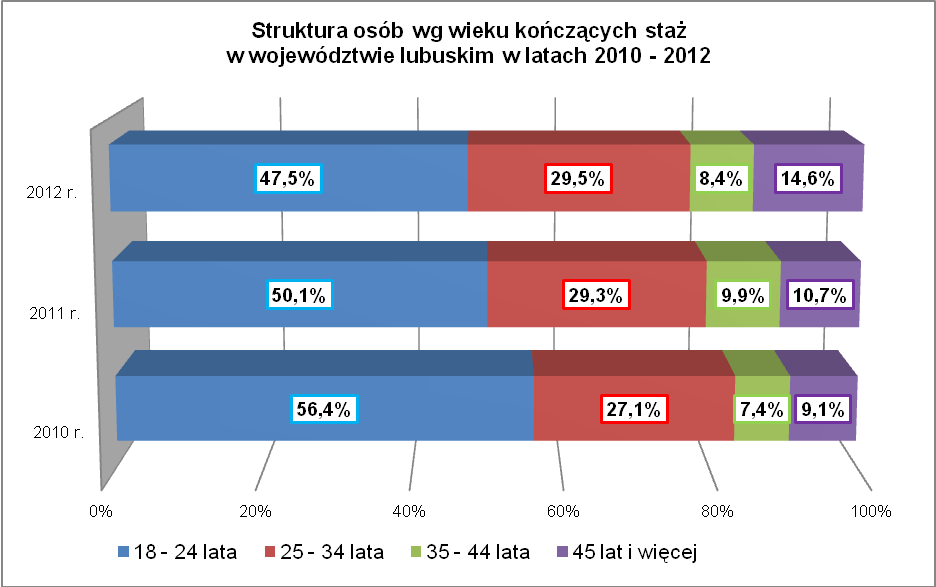 Struktura osób wg wieku kończących staż
w województwie lubuskim w latach 2010 - 2012
2012 r.
47,5%
29,5%
8,4%
14,6%
2011 r.
50,1%
29,3%
9,9%
10,7%
2010 r.
56,4%
27,1%
7,4%
9,1%
0%
20%
40%
60%
80%
100%
18 - 24 lata
25 - 34 lata
35 - 44 lata
45 lat i więcej